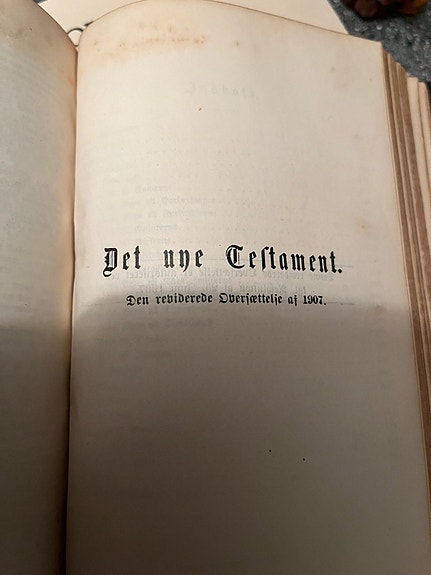 Det nye Testament.
Den reviderede Oversættelse af 1907.